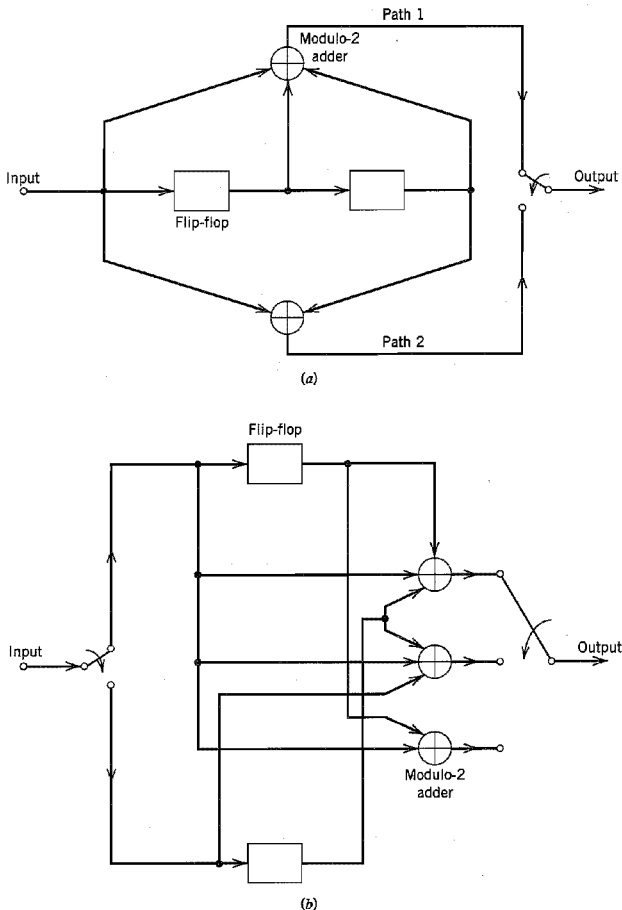 Path 1
Modulo-2
adder
Input
Flip-flop
Output
Path 2
(a)
Flip-flop
Input
Output
Modulo-2
adder
(b)